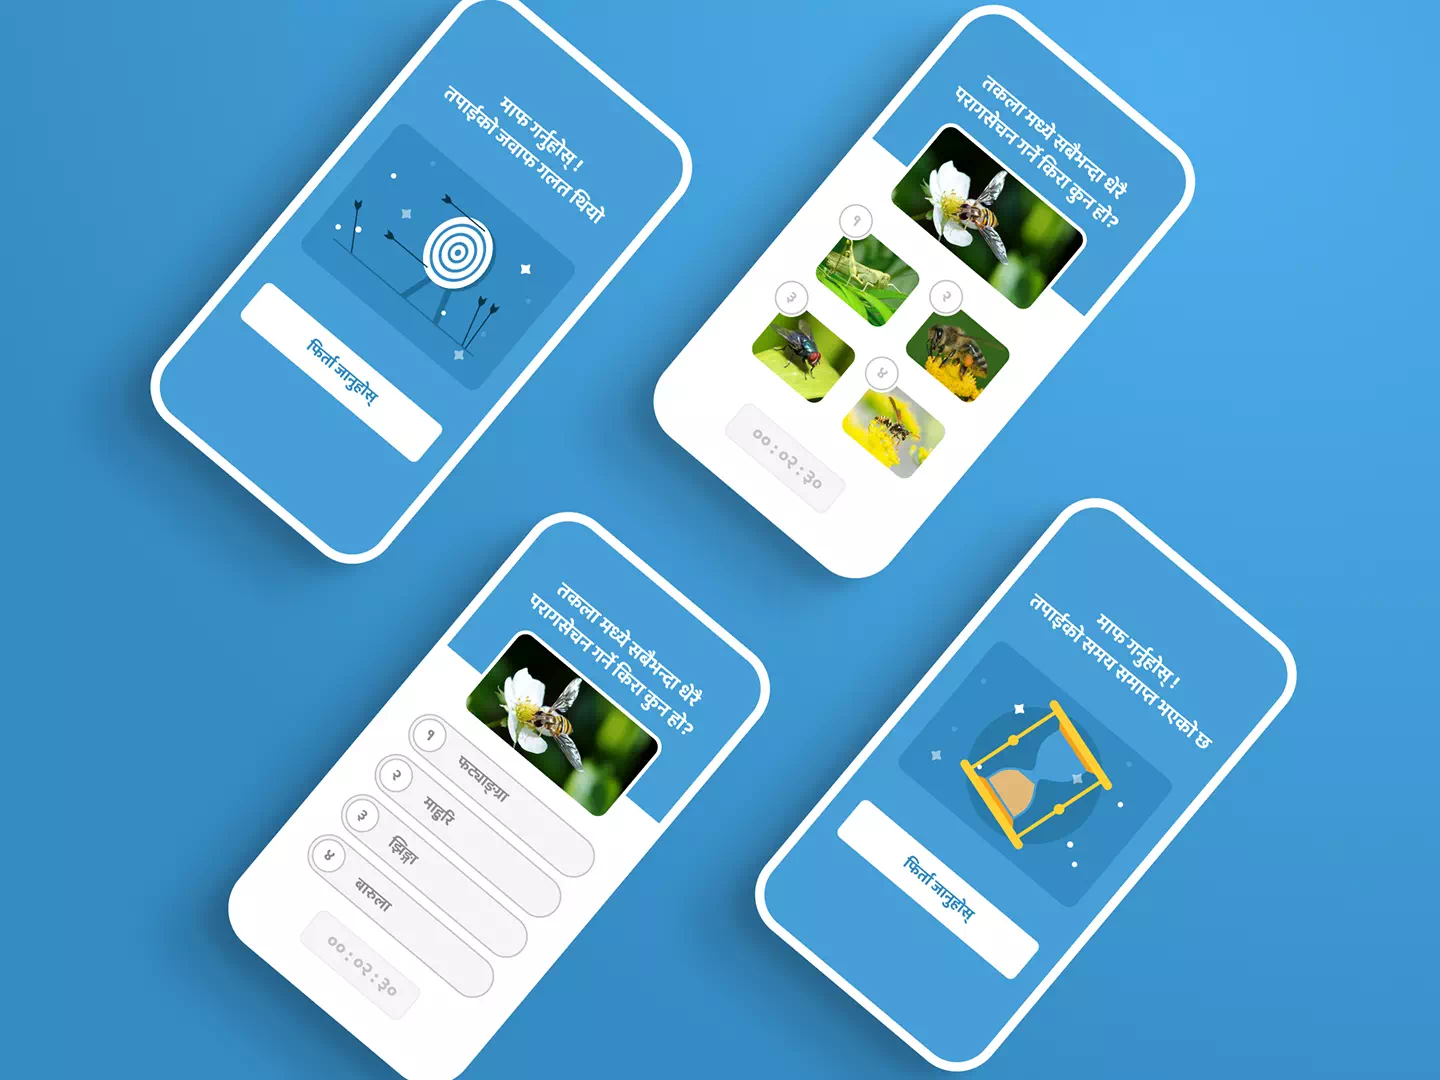 माफ गर्नुहोस् !
तपाईको जवाफ गलत थियो
फिर्ता जानुहोस्
तकला मध्ये सबैभन्दा धेरै
परागसेचन गर्ने किरा कुन हो?
१
२
३
४
००:०२:३०
तकला मध्ये सबैभन्दा धेरै
परागसेचन गर्ने किरा कुन हो?
१ फट्याङ्ग्रा
२ माहुरि
३ झिङ्गा
४ बारुला
००:०२:३०
माफ गर्नुहोस् !
तपाईको समय समाप्त भएको छ
फिर्ता जानुहोस्